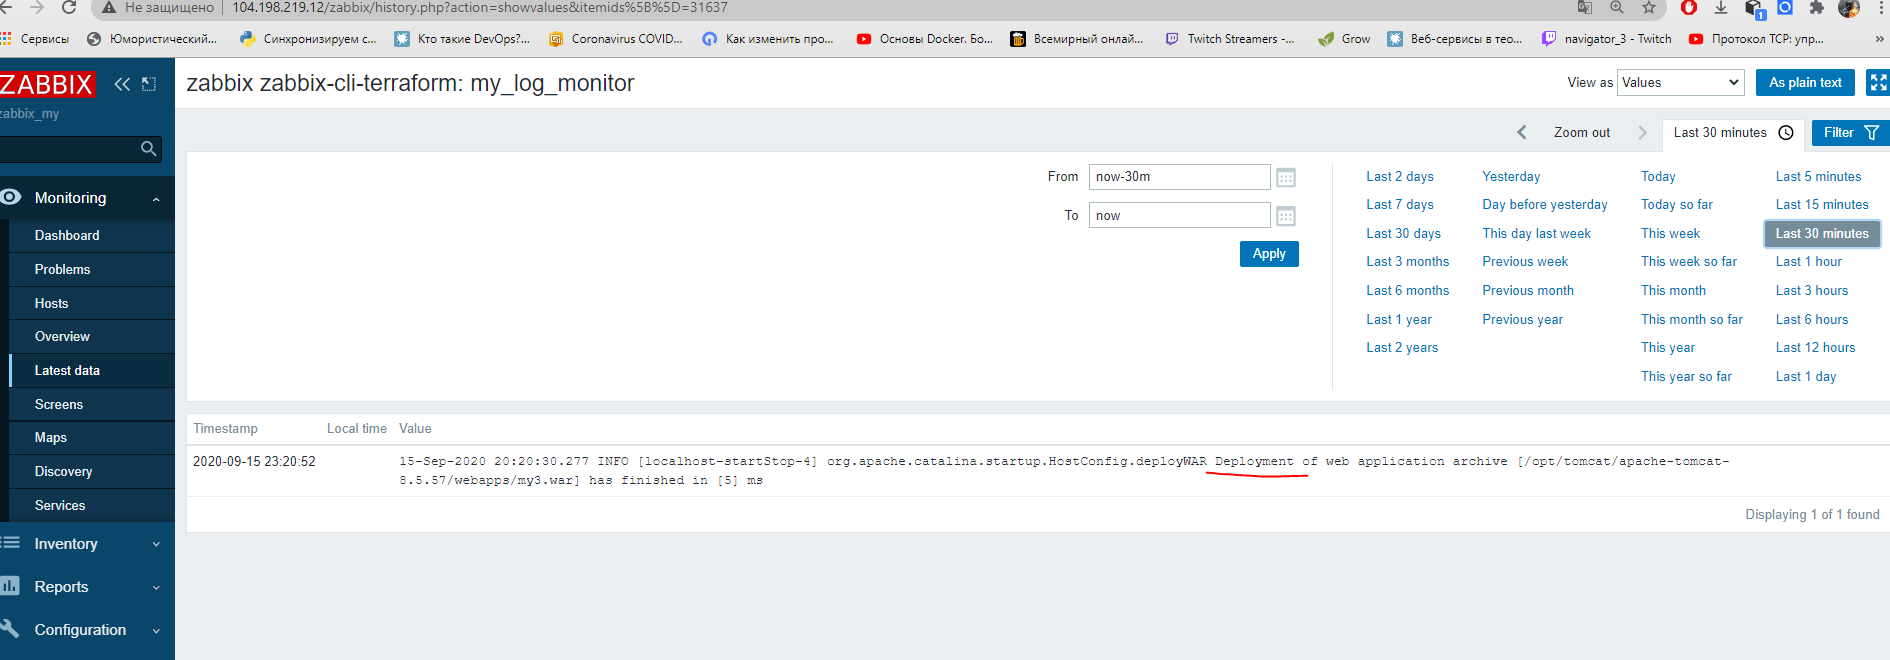 Не защищено | 104.198.219.12/zabbix/history.php?action=showvalues&itemids%5B%5D=31637
1
Сервисы Юмористический... Синхронизируем с... Кто такие DevOps?... Coronavirus COVID... Как изменить про... Основы Docker. Бо... Всемирный онлай... Twitch Streamers -... Grow Веб-сервисы в тео... navigator_3 - Twitch Протокол TCP: упр... »
ZABBIX
zabbix_my
Monitoring
Dashboard
Problems
Hosts
Overview
Latest data
Screens
Maps
Discovery
Services
Inventory
Reports
Configuration
zabbix zabbix-cli-terraform: my_log_monitor
View as Values As plain text
Zoom out Last 30 minutes Filter
From now-30m
To now
Apply
Last 2 days Yesterday Today Last 5 minutes
Last 7 days Day before yesterday Today so far Last 15 minutes
Last 30 days This day last week This week Last 30 minutes
Last 3 months Previous week This week so far Last 1 hour
Last 6 months Previous month This month Last 3 hours
Last 1 year Previous year This month so far Last 6 hours
Last 2 years This year Last 12 hours
This year so far Last 1 day
Timestamp Local time Value
2020-09-15 23:20:52 15-Sep-2020 20:20:30.277 INFO [localhost-startStop-4] org.apache.catalina.startup.HostConfig.deployWAR Deployment of web application archive [/opt/tomcat/apache-tomcat-
8.5.57/webapps/my3.war] has finished in [5] ms
Displaying 1 of 1 found